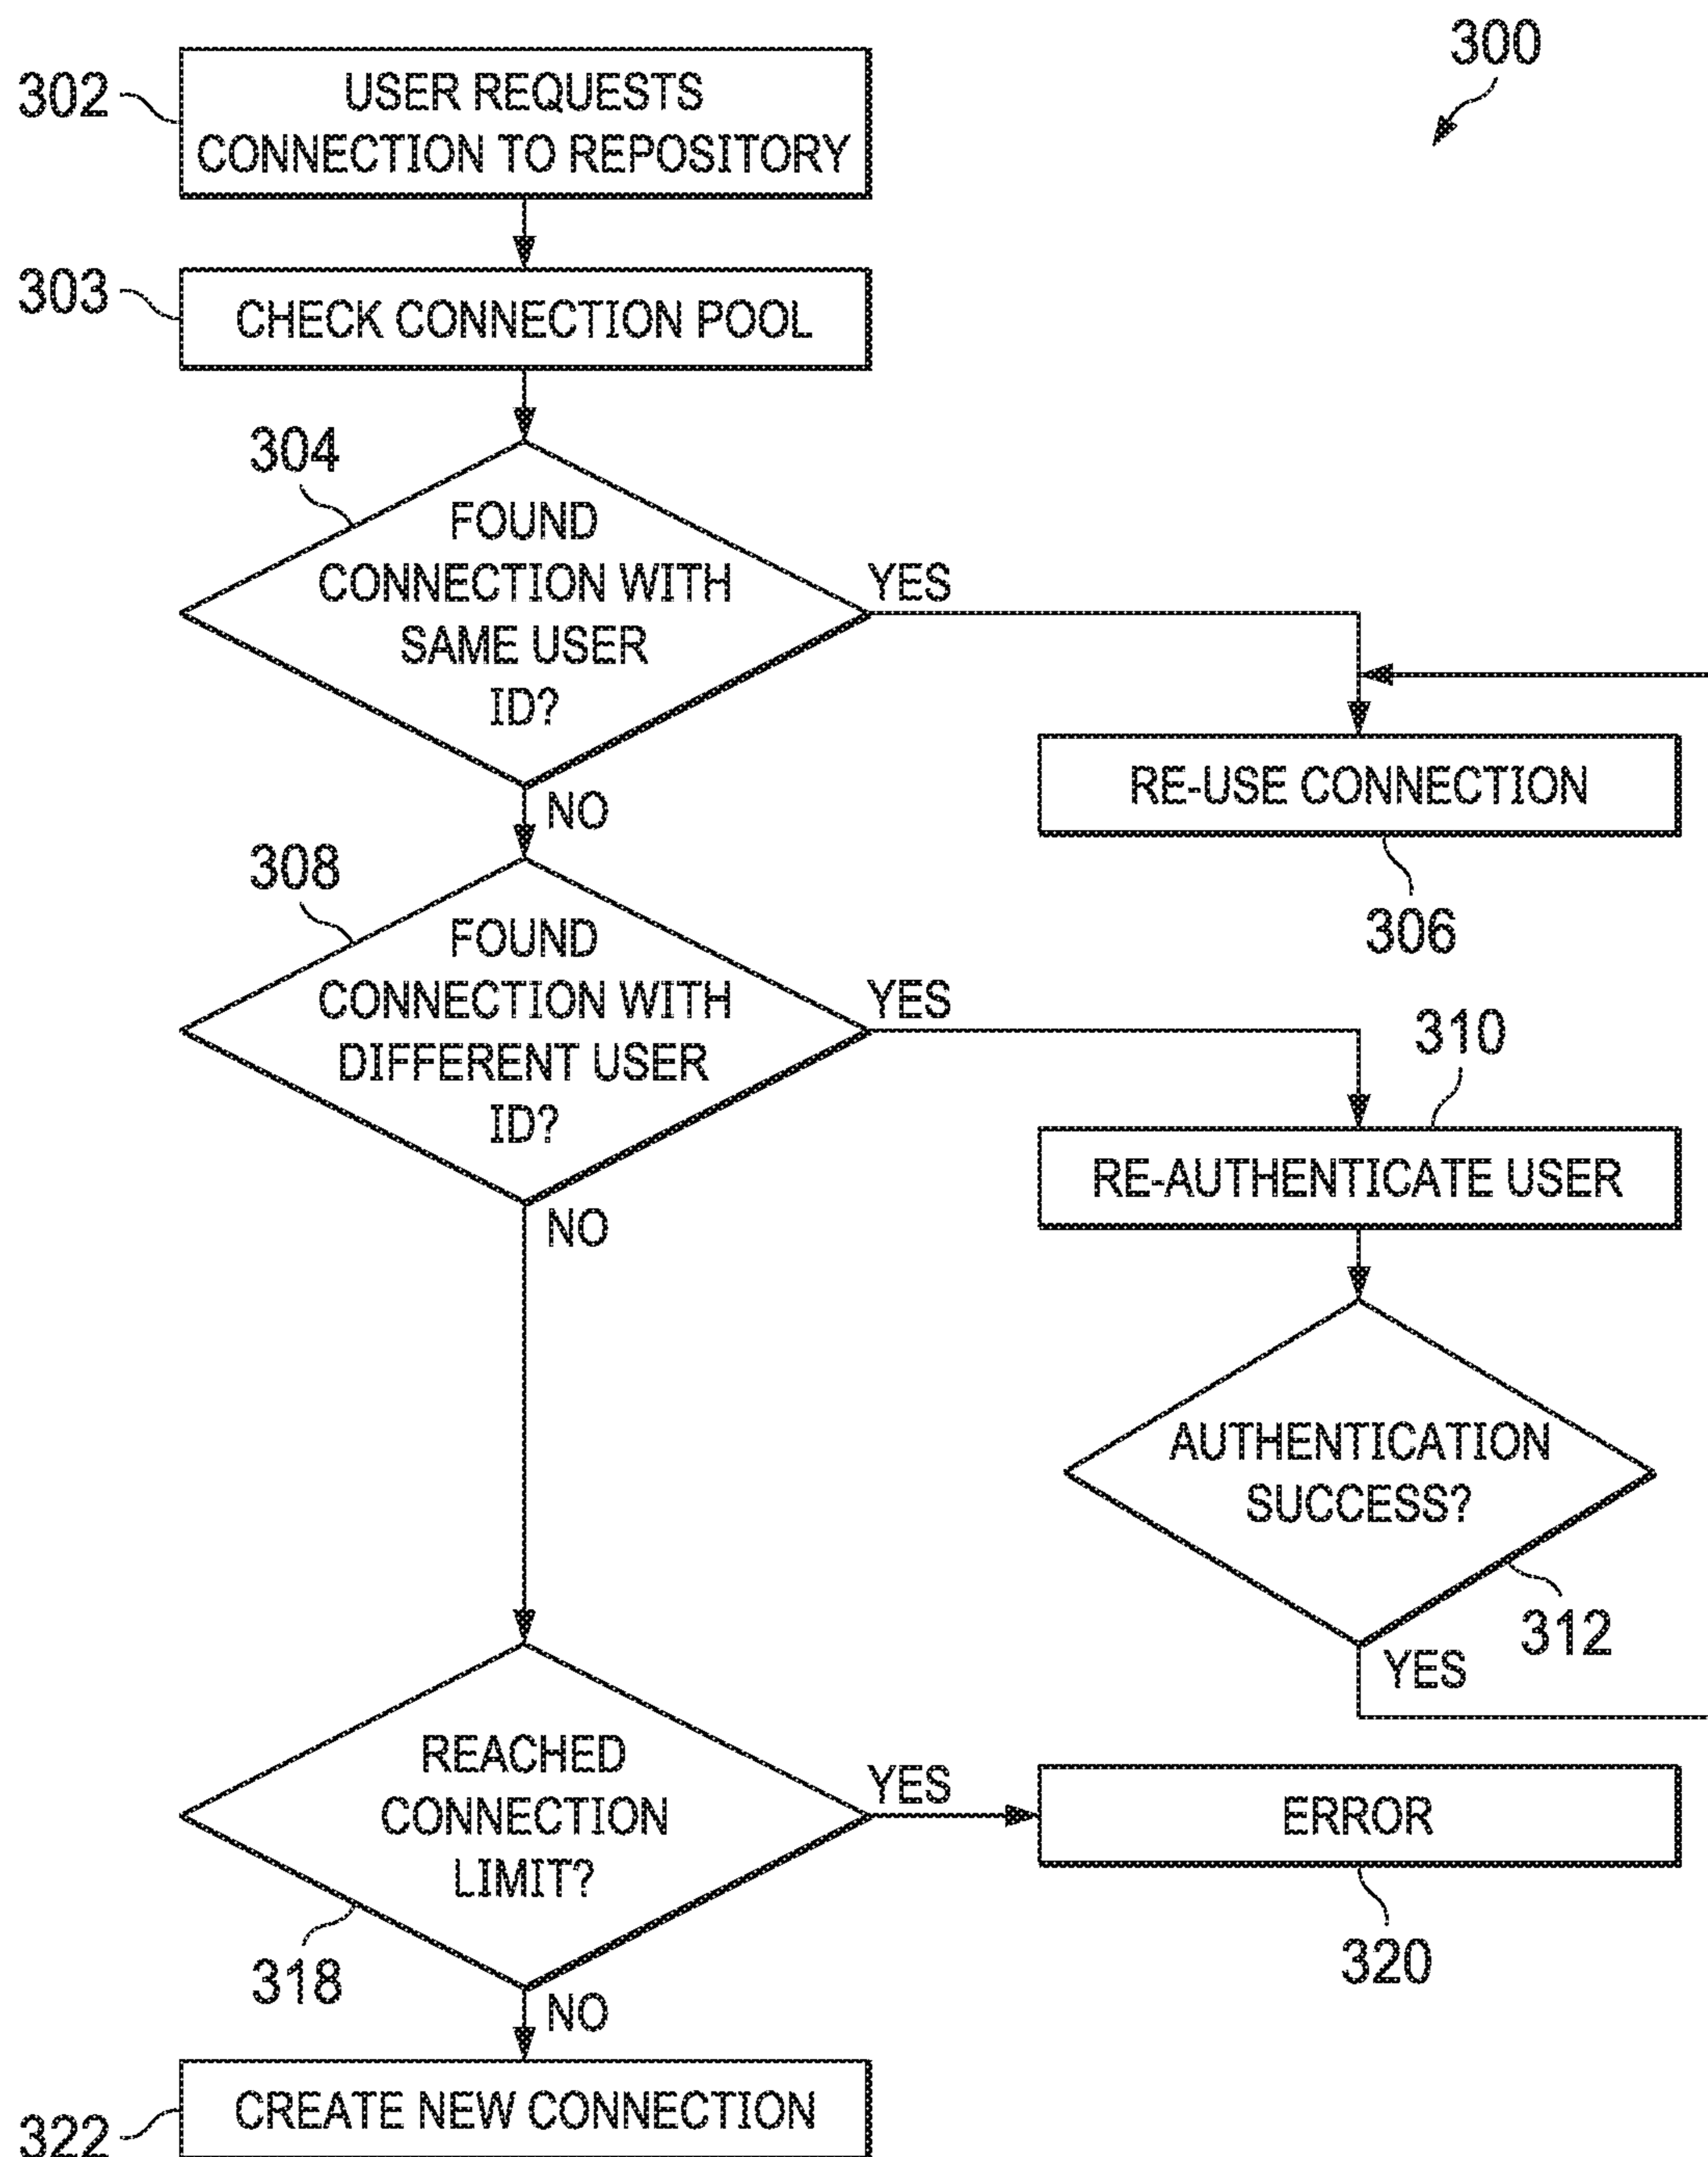 300
302
USER REQUESTS
CONNECTION TO REPOSITORY
303
CHECK CONNECTION POOL
304
FOUND
CONNECTION WITH
SAME USER
ID?
YES
NO
RE-USE CONNECTION
306
308
FOUND
CONNECTION WITH
DIFFERENT USER
ID?
YES
NO
310
RE-AUTHENTICATE USER
AUTHENTICATION
SUCCESS?
312
YES
REACHED
CONNECTION
LIMIT?
318
YES
NO
ERROR
320
CREATE NEW CONNECTION
322